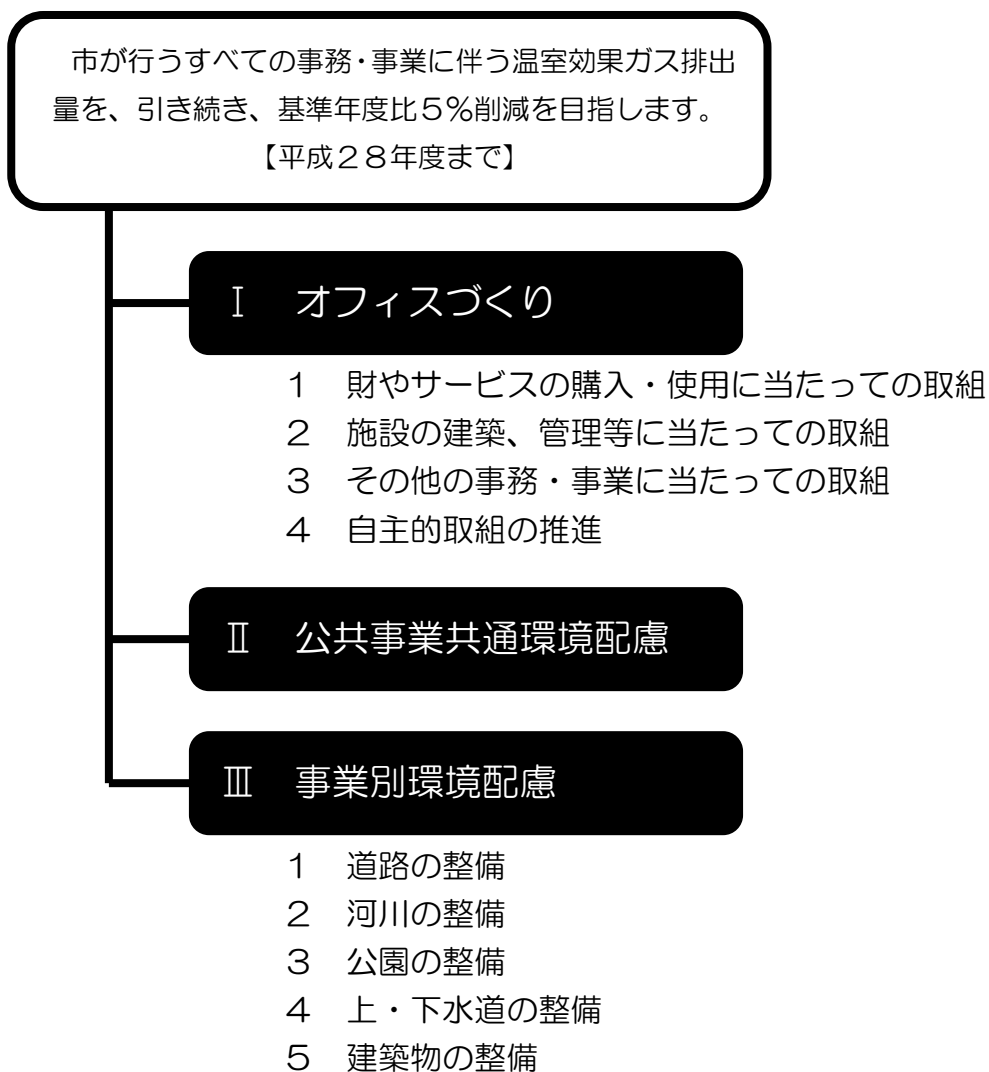 市が行うすべての事務・事業に伴う温室効果ガス排出
量を、引き続き、基準年度比５％削減を目指します。
【平成２８年度まで】
Ⅰ　オフィスづくり
１　財やサービスの購入・使用に当たっての取組
２　施設の建築、管理等に当たっての取組
３　その他の事務・事業に当たっての取組
４　自主的取組の推進
Ⅱ　公共事業共通環境配慮
Ⅲ　事業別環境配慮
１　道路の整備
２　河川の整備
３　公園の整備
４　上・下水道の整備
５　建築物の整備